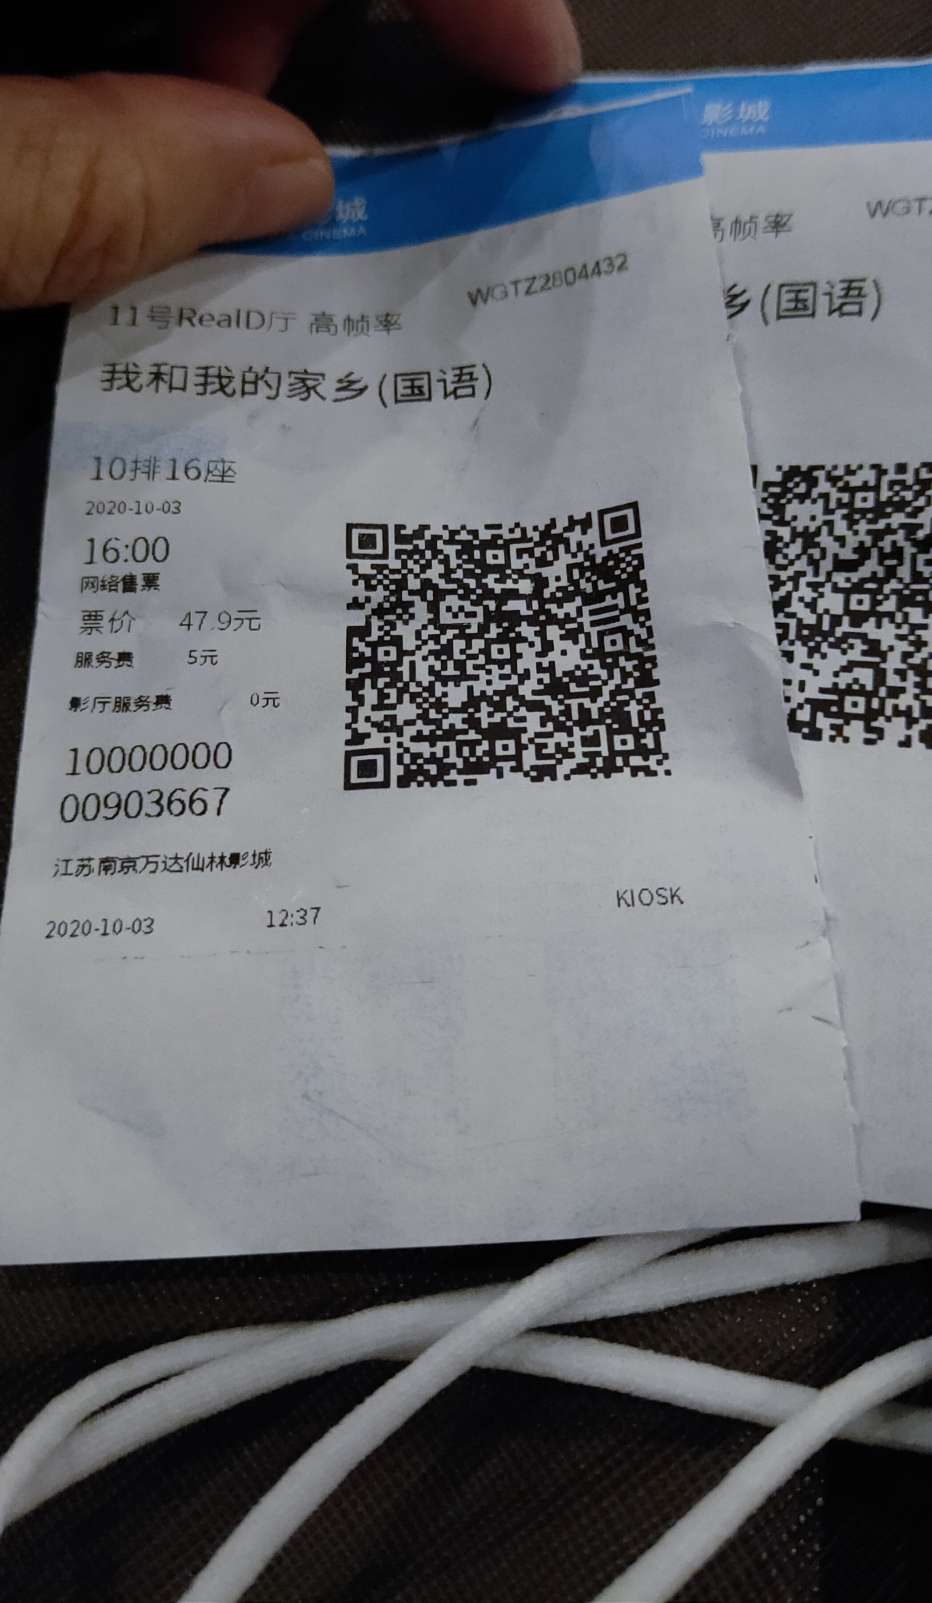 影城
CINEMA
11号RealD厅 高帧率
WGTZ2804432
我和我的家乡(国语)
10排16座
2020-10-03
16:00
网络售票
票价 47.9元
服务费 5元
影厅服务费 0元
10000000
00903667
江苏南京万达仙林影城
2020-10-03 12:37 KIOSK
影城
CINEMA
高帧率 WGTZ
乡(国语)